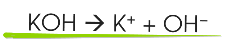 KOH → K⁺ + OH⁻